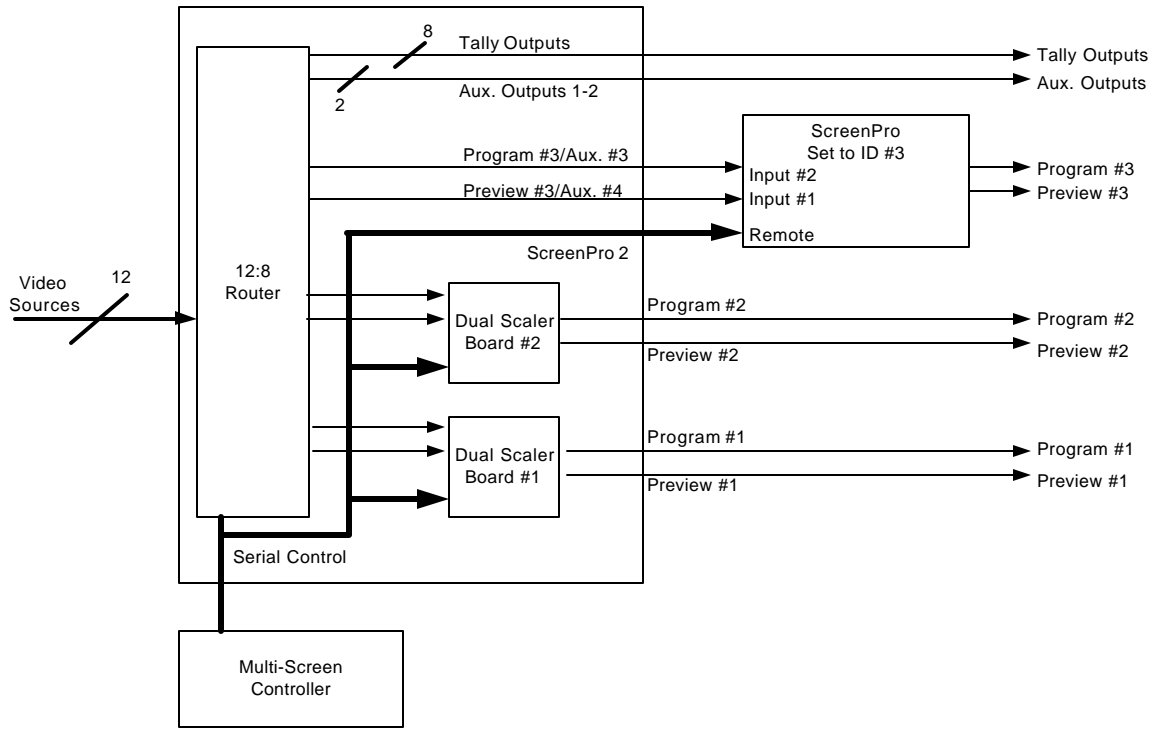 8
Tally Outputs
Tally Outputs
2
Aux. Outputs 1-2
Aux. Outputs
ScreenPro
Set to ID #3
Program #3/Aux. #3
Input #2
Program #3
Preview #3/Aux. #4
Input #1
Preview #3
Remote
ScreenPro 2
12:8
Router
Video
Sources
12
Dual Scaler
Board #2
Program #2
Program #2
Preview #2
Preview #2
Dual Scaler
Board #1
Program #1
Program #1
Preview #1
Preview #1
Serial Control
Multi-Screen
Controller